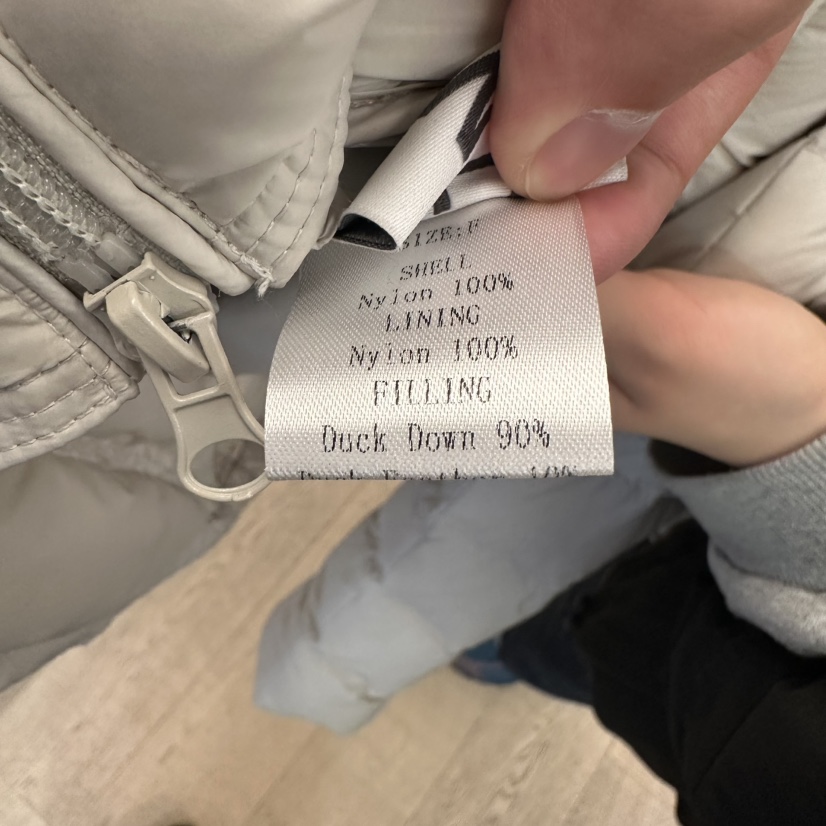 SIZE:F
SHELL
Nylon 100%
LINING
Nylon 100%
FILLING
Duck Down 90%